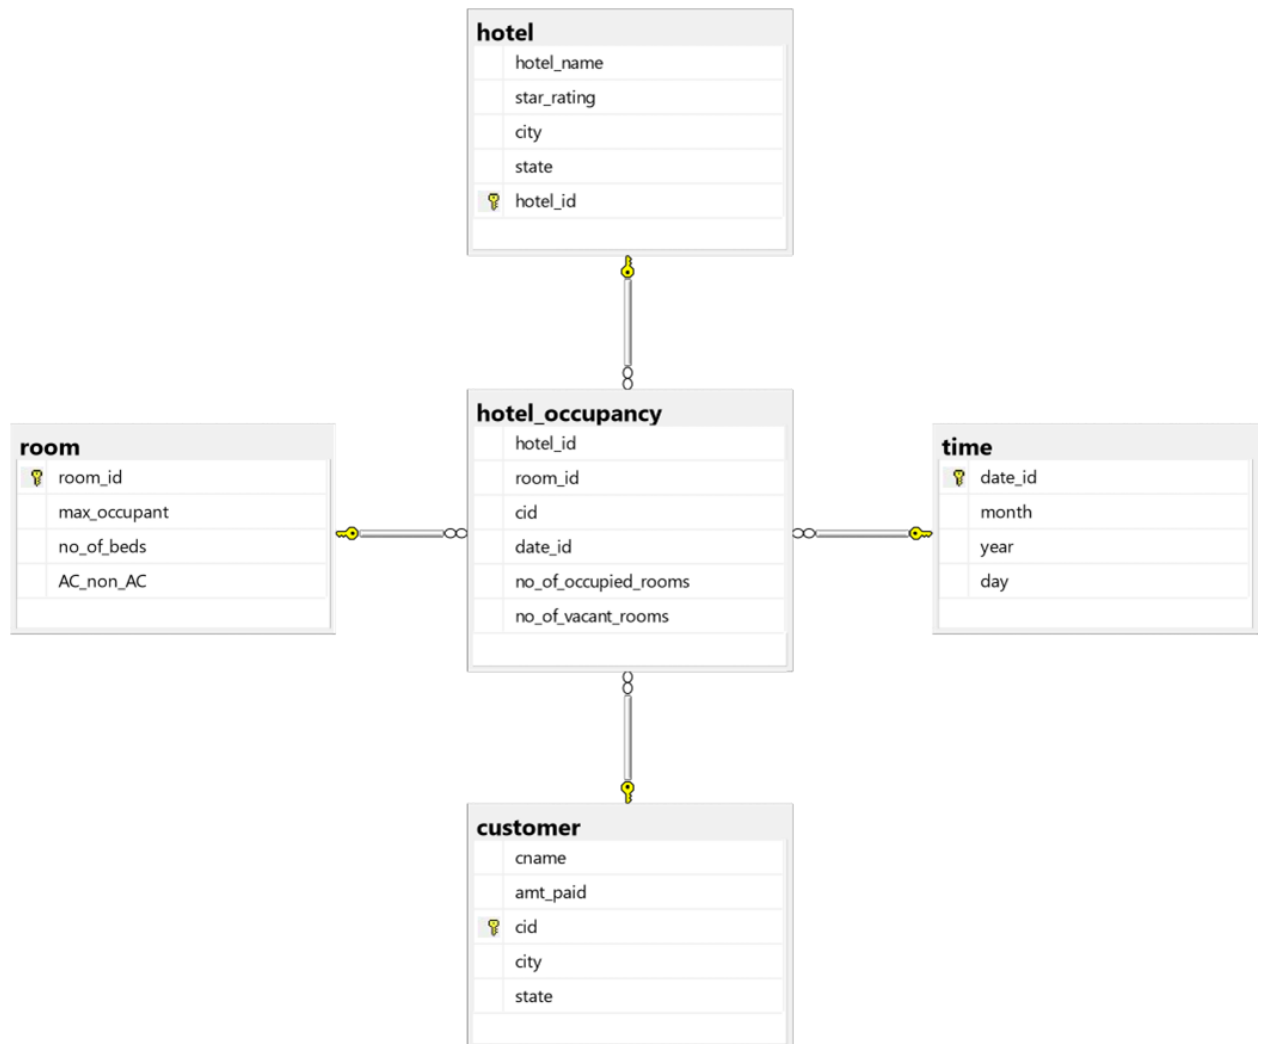 hotel
hotel_name
star_rating
city
state
hotel_id
hotel_occupancy
hotel_id
room_id
cid
date_id
no_of_occupied_rooms
no_of_vacant_rooms
room
room_id
max_occupant
no_of_beds
AC_non_AC
time
date_id
month
year
day
customer
cname
amt_paid
cid
city
state